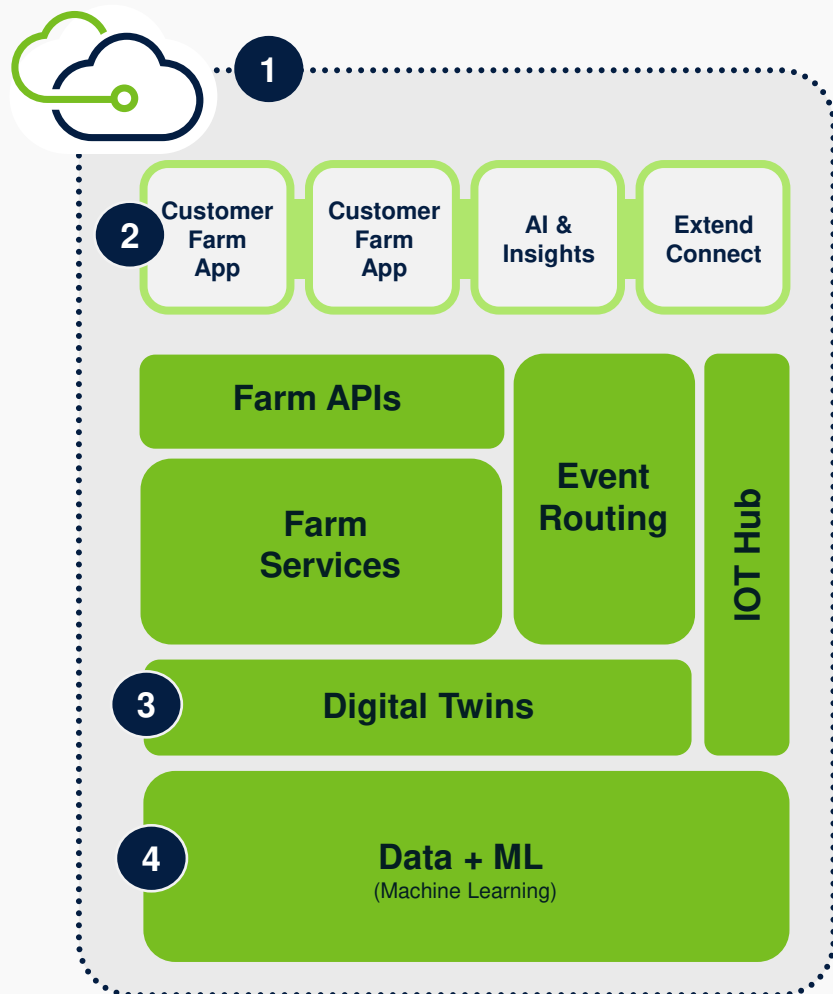 1
2
Customer
Farm
App
Customer
Farm
App
AI &
Insights
Extend
Connect
Farm APIs
Event
Routing
IOT Hub
Farm
Services
3
Digital Twins
4
Data + ML
(Machine Learning)